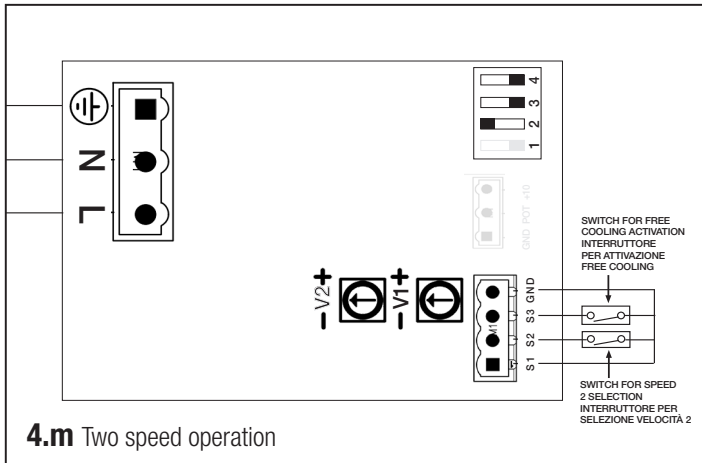 N
L
4
3
2
1
GND POT +10
-V2+
-V1+
GND
S3
S2
S1
M1
SWITCH FOR FREE
COOLING ACTIVATION
INTERRUTTORE
PER ATTIVAZIONE
FREE COOLING
SWITCH FOR SPEED
2 SELECTION
INTERRUTTORE PER
SELEZIONE VELOCITÀ 2
4.m Two speed operation